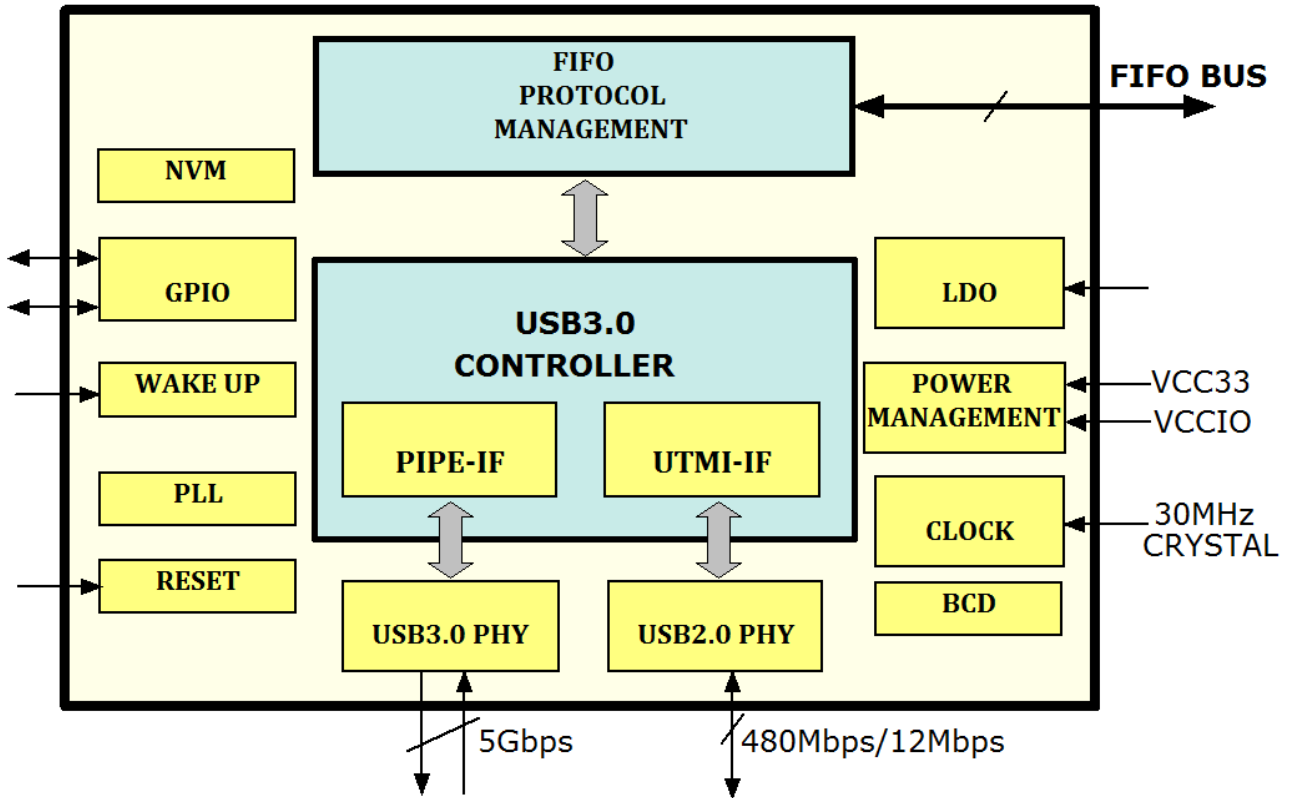 FIFO
PROTOCOL
MANAGEMENT
FIFO BUS
NVM
GPIO
LDO
USB3.0
CONTROLLER
WAKE UP
POWER
MANAGEMENT
VCC33
VCCIO
PIPE-IF
UTMI-IF
PLL
CLOCK
30MHz
CRYSTAL
RESET
BCD
USB3.0 PHY
USB2.0 PHY
5Gbps
480Mbps/12Mbps